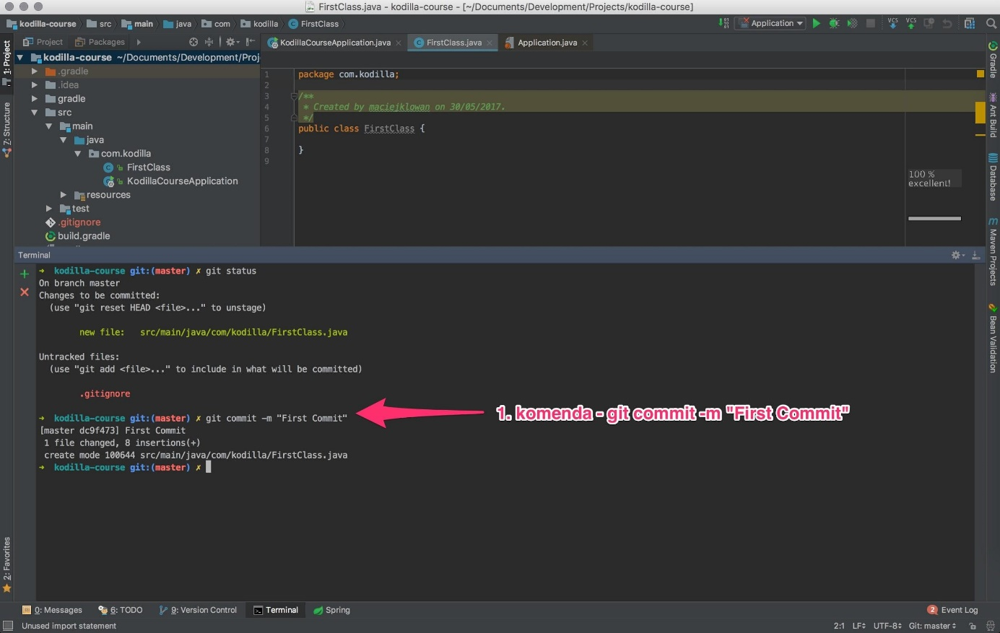 FirstClass.java - kodilla-course - [~/Documents/Development/Projects/kodilla-course]
kodilla-course src main java com kodilla FirstClass
Application
VCS VCS
Project Packages
KodillaCourseApplication.java FirstClass.java Application.java
1: Project
Z: Structure
2: Favorites
kodilla-course ~/Documents/Development/Proj
.gradle
.idea
gradle
src
main
java
com.kodilla
FirstClass
KodillaCourseApplication
resources
test
.gitignore
build.gradle
1 package com.kodilla;
2
3 /**
4 * Created by maciejklowan on 30/05/2017.
5 */
6 public class FirstClass {
7
8 }
9
100 %
excellent!
Gradle
Ant Build
Database
Maven Projects
Bean Validation
Terminal
→ kodilla-course git:(master) ✗ git status
On branch master
Changes to be committed:
(use "git reset HEAD <file>..." to unstage)
new file: src/main/java/com/kodilla/FirstClass.java
Untracked files:
(use "git add <file>..." to include in what will be committed)
.gitignore
→ kodilla-course git:(master) ✗ git commit -m "First Commit"
1. komenda - git commit -m "First Commit"
[master dc9f473] First Commit
1 file changed, 8 insertions(+)
create mode 100644 src/main/java/com/kodilla/FirstClass.java
→ kodilla-course git:(master) ✗
0: Messages 6: TODO 9: Version Control Terminal Spring 2 Event Log
Unused import statement 2:1 LF UTF-8 Git: master